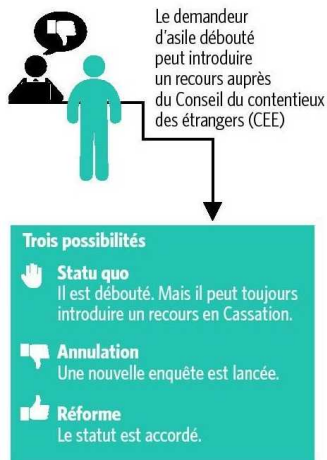 Le demandeur
d'asile débouté
peut introduire
un recours auprès
du Conseil du contentieux
des étrangers (CEE)
Trois possibilités
Statu quo
Il est débouté. Mais il peut toujours
introduire un recours en Cassation.
Annulation
Une nouvelle enquête est lancée.
Réforme
Le statut est accordé.